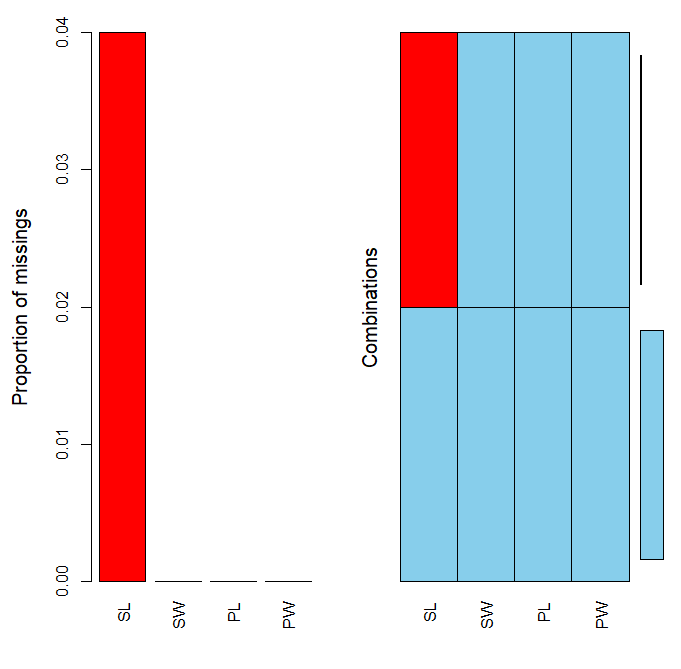 Proportion of missings
0.04
0.03
0.02
0.01
0.00
SL
SW
PL
PW
Combinations
SL
SW
PL
PW